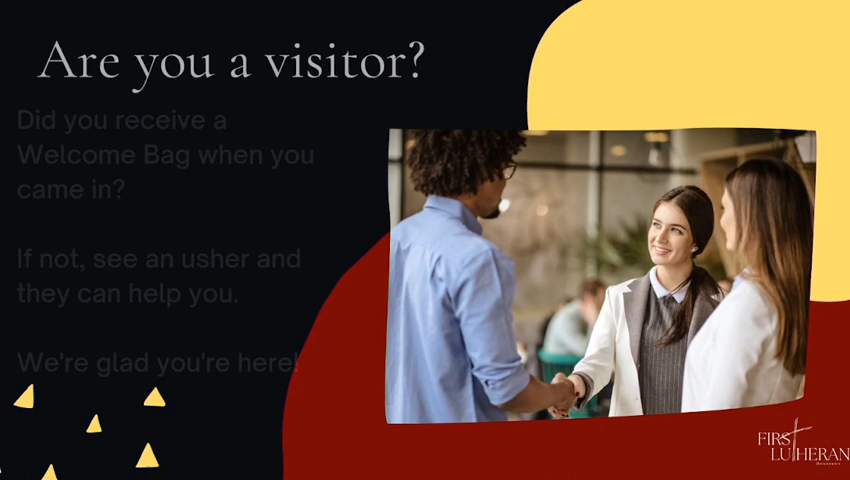 Are you a visitor?
Did you receive a
Welcome Bag when you
came in?
If not, see an usher and
they can help you.
We're glad you're here!
FIRST
LUTHERAN